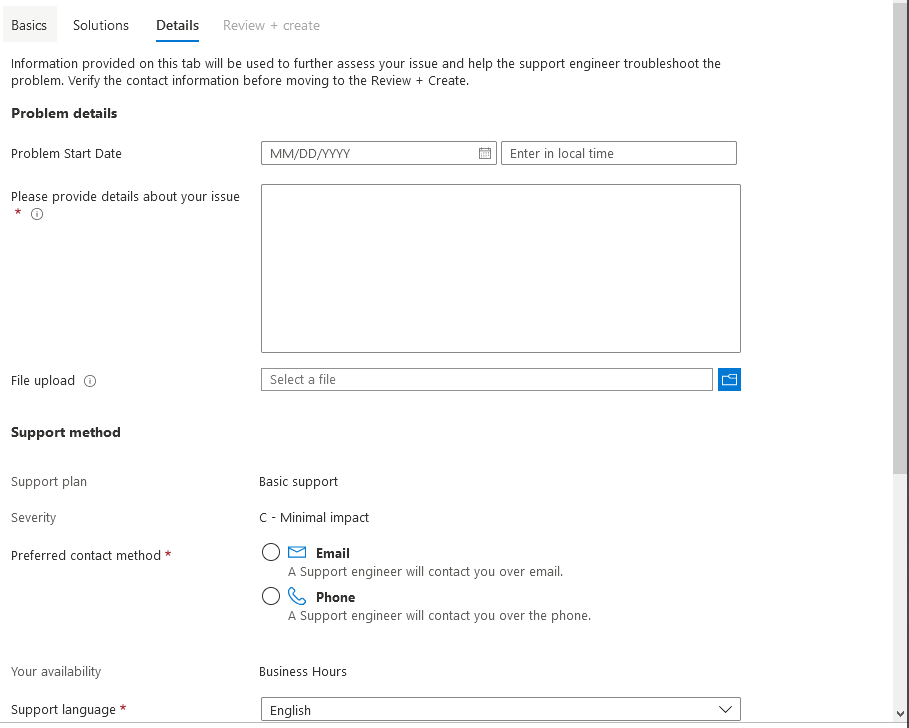 Basics Solutions Details Review + create
Information provided on this tab will be used to further assess your issue and help the support engineer troubleshoot the
problem. Verify the contact information before moving to the Review + Create.
Problem details
Problem Start Date MM/DD/YYYY Enter in local time
Please provide details about your issue
*
File upload Select a file
Support method
Support plan Basic support
Severity C - Minimal impact
Preferred contact method * Email
A Support engineer will contact you over email.
Phone
A Support engineer will contact you over the phone.
Your availability Business Hours
Support language * English